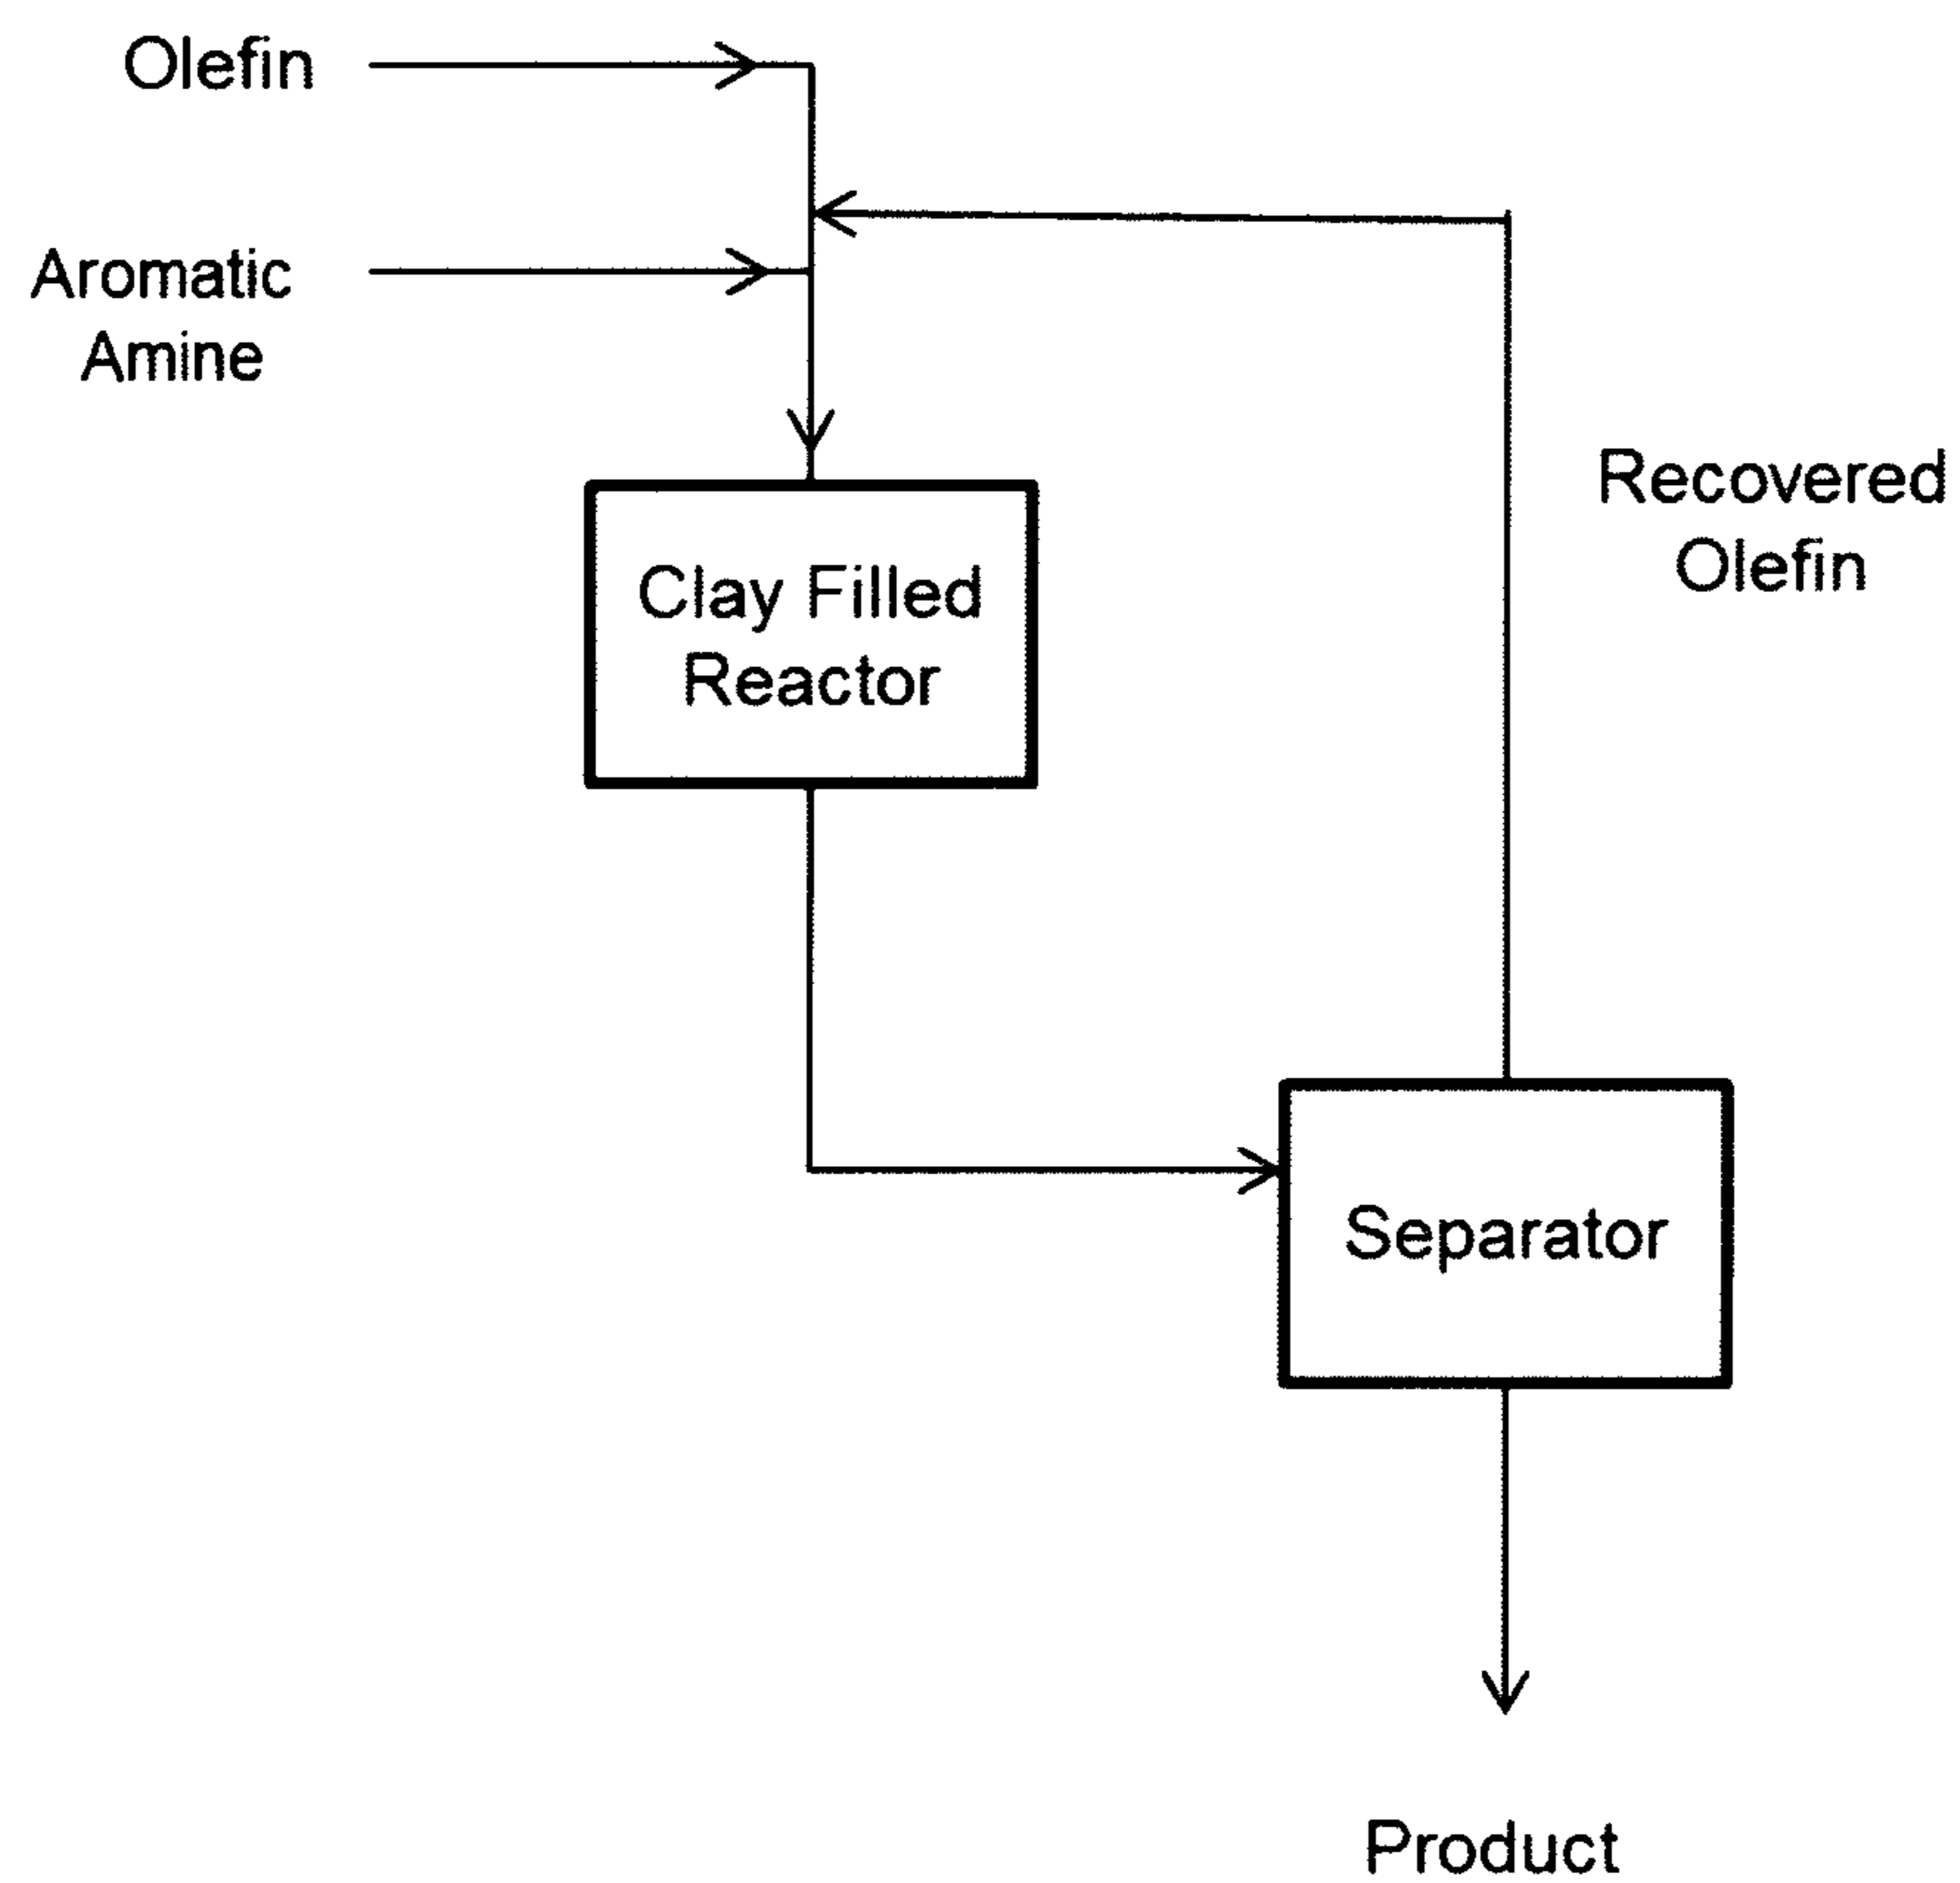 Olefin
Aromatic
Amine
Clay Filled
Reactor
Recovered
Olefin
Separator
Product